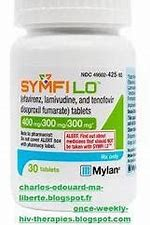 NDC 49502-425-93
SYMFI LO™
(efavirenz, lamivudine, and tenofovir
disoproxil fumarate) tablets
400 mg/300 mg/300 mg*
Note to pharmacist:
Do not cover ALERT box
with pharmacy label.
ALERT: Find out about
medicines that should NOT
be taken with SYMFI LO™
Rx only
30 tablets
Mylan
charles-edouard-ma-
liberte.blogspot.fr
once-weekly-
hiv-therapies.blogspot.com